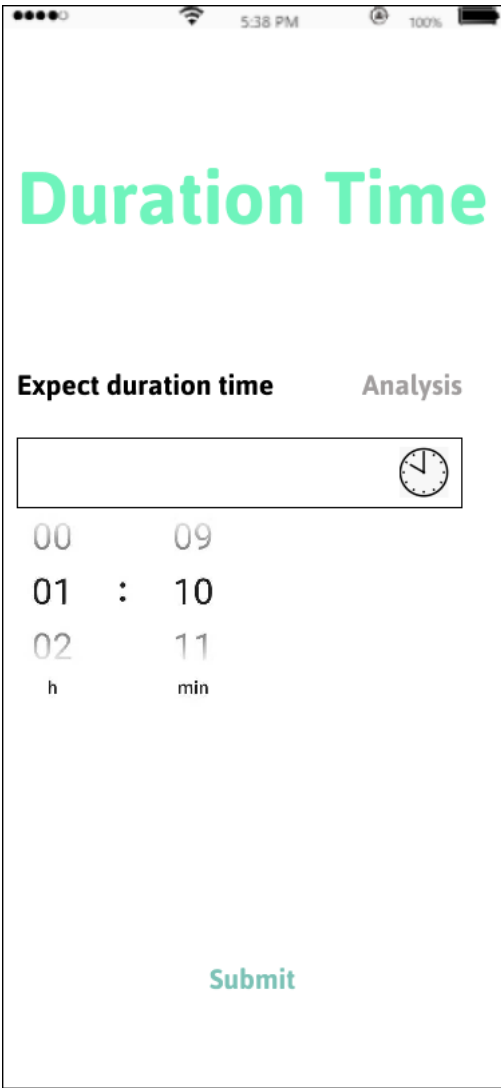 5:38 PM 100%
Duration Time
Expect duration time Analysis
00 09
01 : 10
02 11
h min
Submit